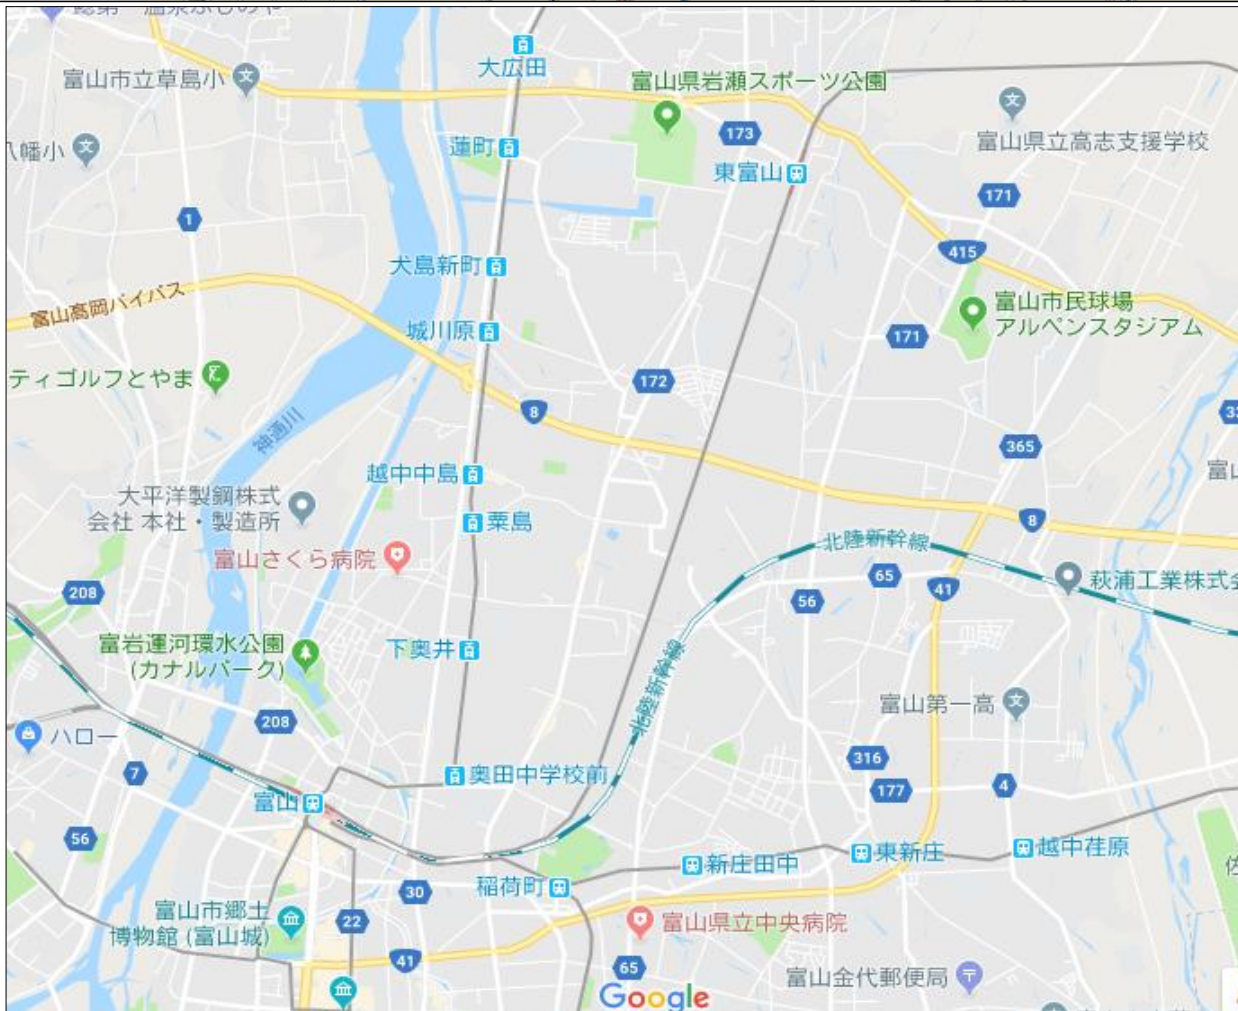 大広田
富山市立草島小
富山県岩瀬スポーツ公園
173
富山県立高志支援学校
八幡小
蓮町
東富山
171
1
415
犬島新町
富山高岡バイパス
富山市民球場
アルペンスタジアム
城川原
171
ティゴルフとやま
172
8
神通川
365
越中中島
大平洋製鋼株式
会社 本社・製造所
粟島
8
北陸新幹線
富山さくら病院
65
萩浦工業株式会
208
56
41
富岩運河環水公園
(カナルパーク)
下奥井
北陸新幹線
富山第一高
208
ハロー
7
316
奥田中学校前
177
4
富山
56
新庄田中
東新庄
越中荏原
稲荷町
30
富山市郷土
博物館 (富山城)
22
富山県立中央病院
41
65
富山金代郵便局
Google